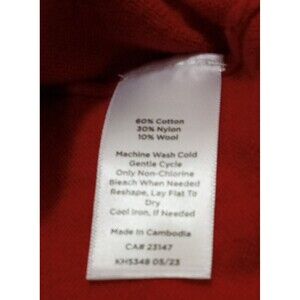 60% Cotton
30% Nylon
10% Wool
Machine Wash Cold
Gentle Cycle
Only Non-Chlorine
Bleach When Needed
Reshape, Lay Flat To
Dry
Cool Iron, If Needed
Made In Cambodia
CA# 23147
KH5348 03/23